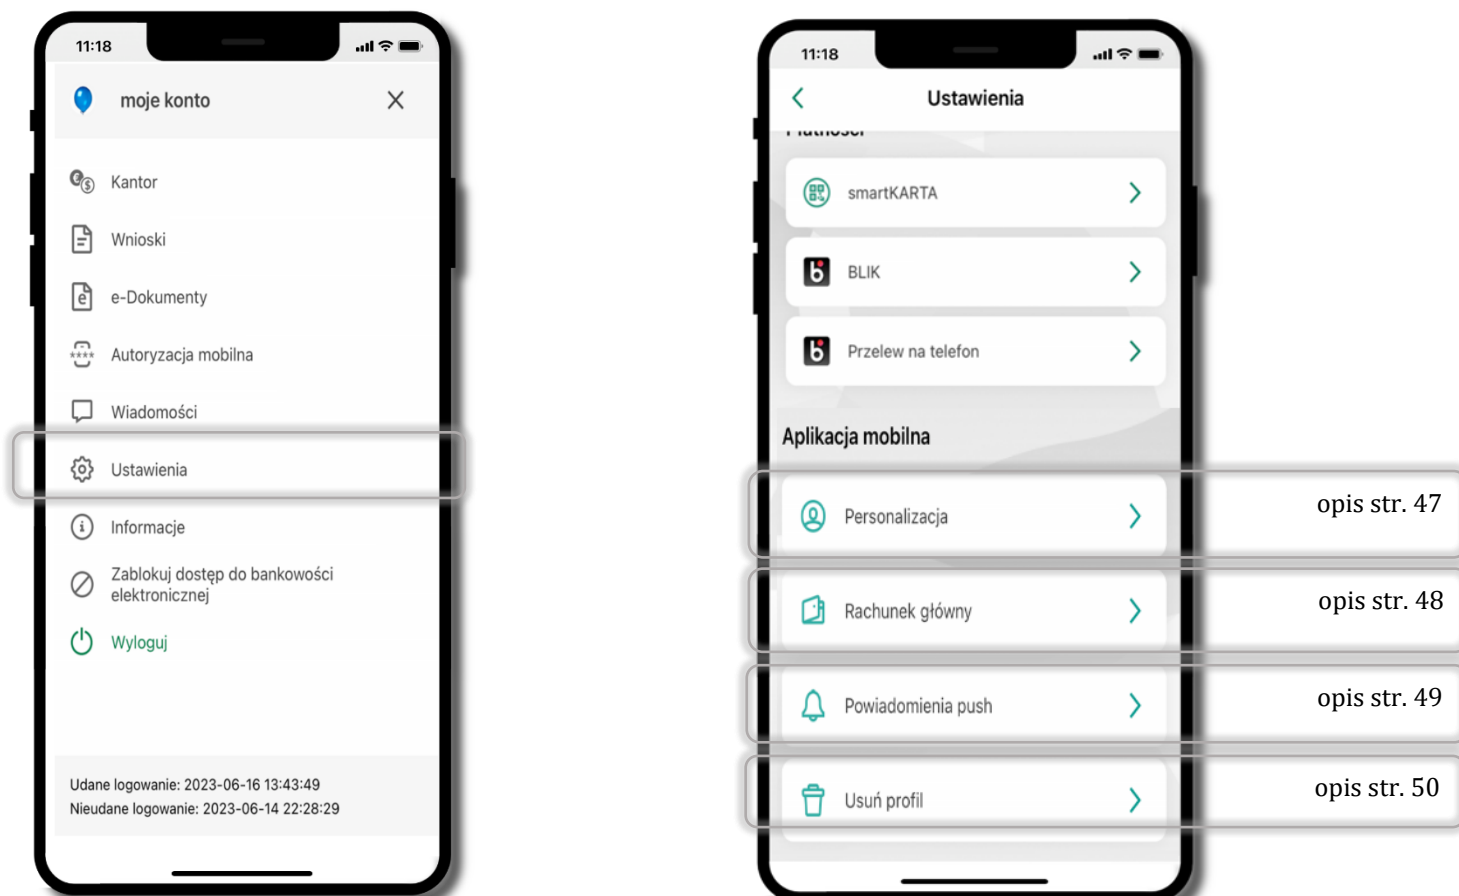 11:18
moje konto
Kantor
Wnioski
e-Dokumenty
Autoryzacja mobilna
Wiadomości
Ustawienia
Informacje
Zablokuj dostęp do bankowości
elektronicznej
Wyloguj
Udane logowanie: 2023-06-16 13:43:49
Nieudane logowanie: 2023-06-14 22:28:29
11:18
Ustawienia
Płatności
smartKARTA
BLIK
Przelew na telefon
Aplikacja mobilna
Personalizacja
opis str. 47
Rachunek główny
opis str. 48
Powiadomienia push
opis str. 49
Usuń profil
opis str. 50